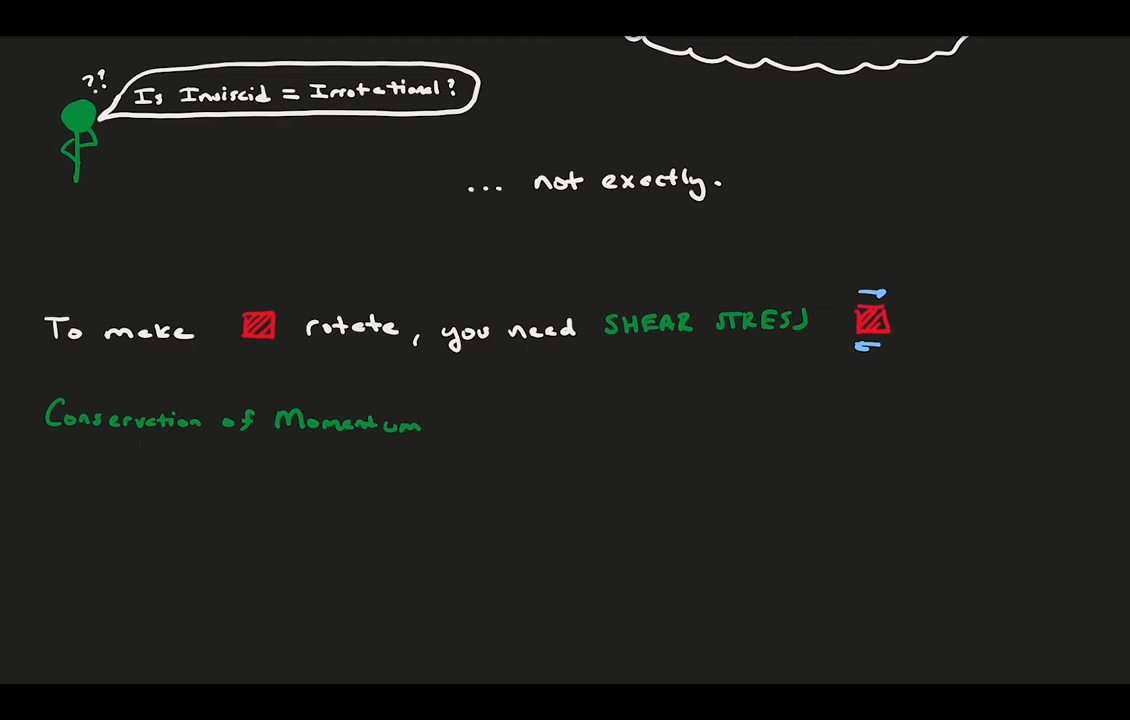 ??
Is Inviscid = Irrotational?
... not exactly.
To make rotate, you need SHEAR STRESS
Conservation of Momentum